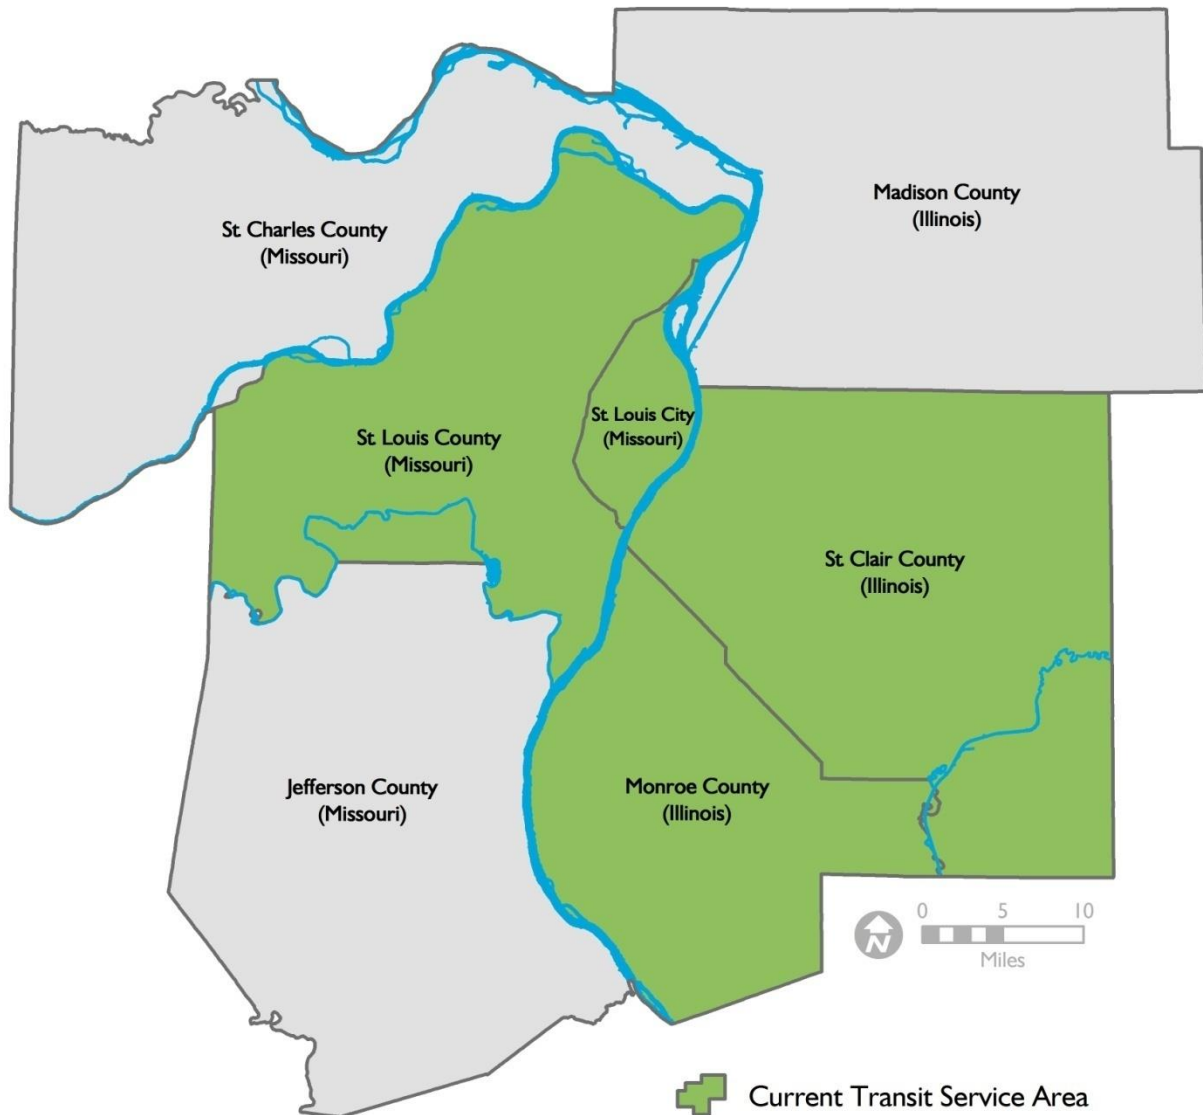 Madison County
(Illinois)
St Charles County
(Missouri)
St Louis City
(Missouri)
St Louis County
(Missouri)
St Clair County
(Illinois)
Jefferson County
(Missouri)
Monroe County
(Illinois)
N
0 5 10
Miles
Current Transit Service Area